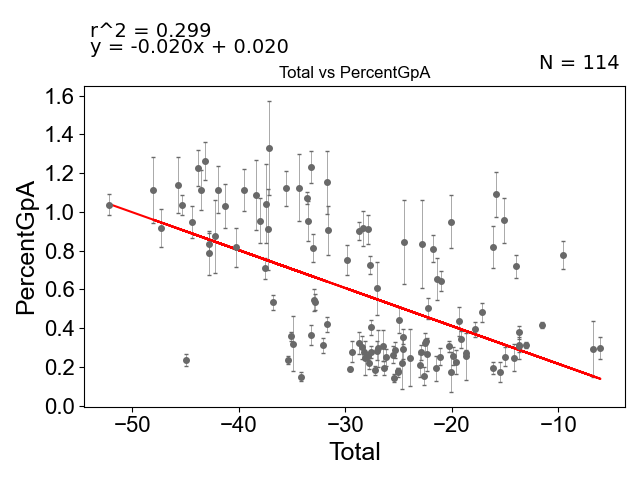 r^2 = 0.299
y = -0.020x + 0.020
N = 114
Total vs PercentGpA
PercentGpA
1.6
1.4
1.2
1.0
0.8
0.6
0.4
0.2
0.0
−50 −40 −30 −20 −10
Total